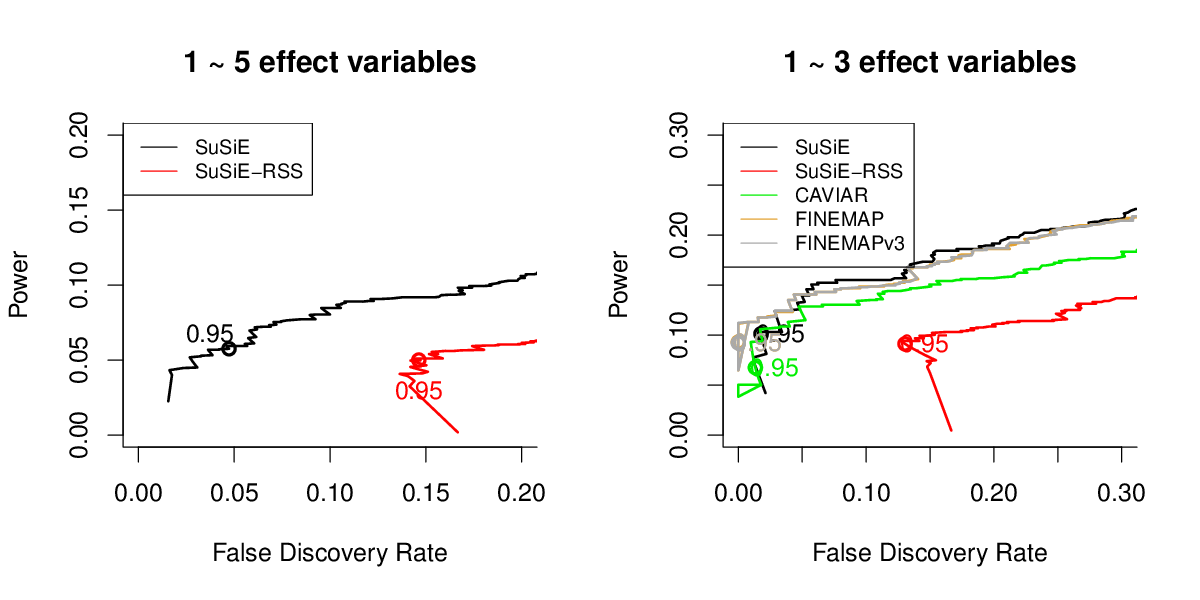 1 ~ 5 effect variables
0.00 0.05 0.10 0.15 0.20
Power
SuSiE
SuSiE−RSS
0.95
0.95
0.00 0.05 0.10 0.15 0.20
False Discovery Rate
1 ~ 3 effect variables
0.00 0.10 0.20 0.30
Power
SuSiE
SuSiE−RSS
CAVIAR
FINEMAP
FINEMAPv3
.95
.95
.95
.95
0.00 0.10 0.20 0.30
False Discovery Rate